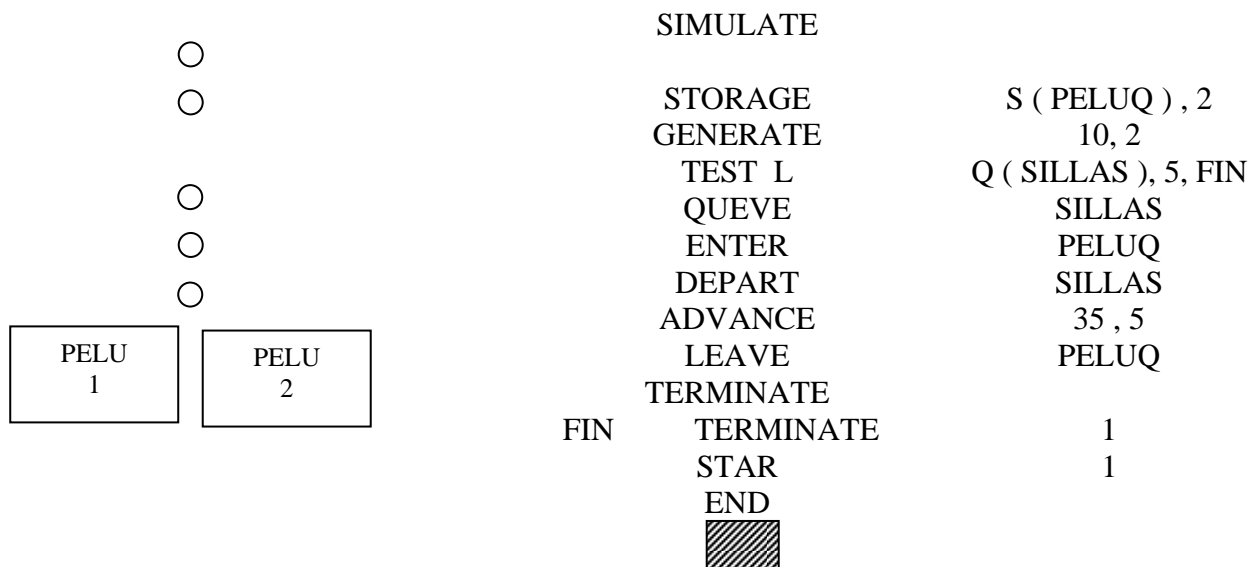 SIMULATE
STORAGE S ( PELUQ ) , 2
GENERATE 10, 2
TEST L Q ( SILLAS ), 5, FIN
QUEVE SILLAS
ENTER PELUQ
DEPART SILLAS
ADVANCE 35 , 5
LEAVE PELUQ
TERMINATE
FIN TERMINATE 1
STAR 1
END
PELU
1
PELU
2